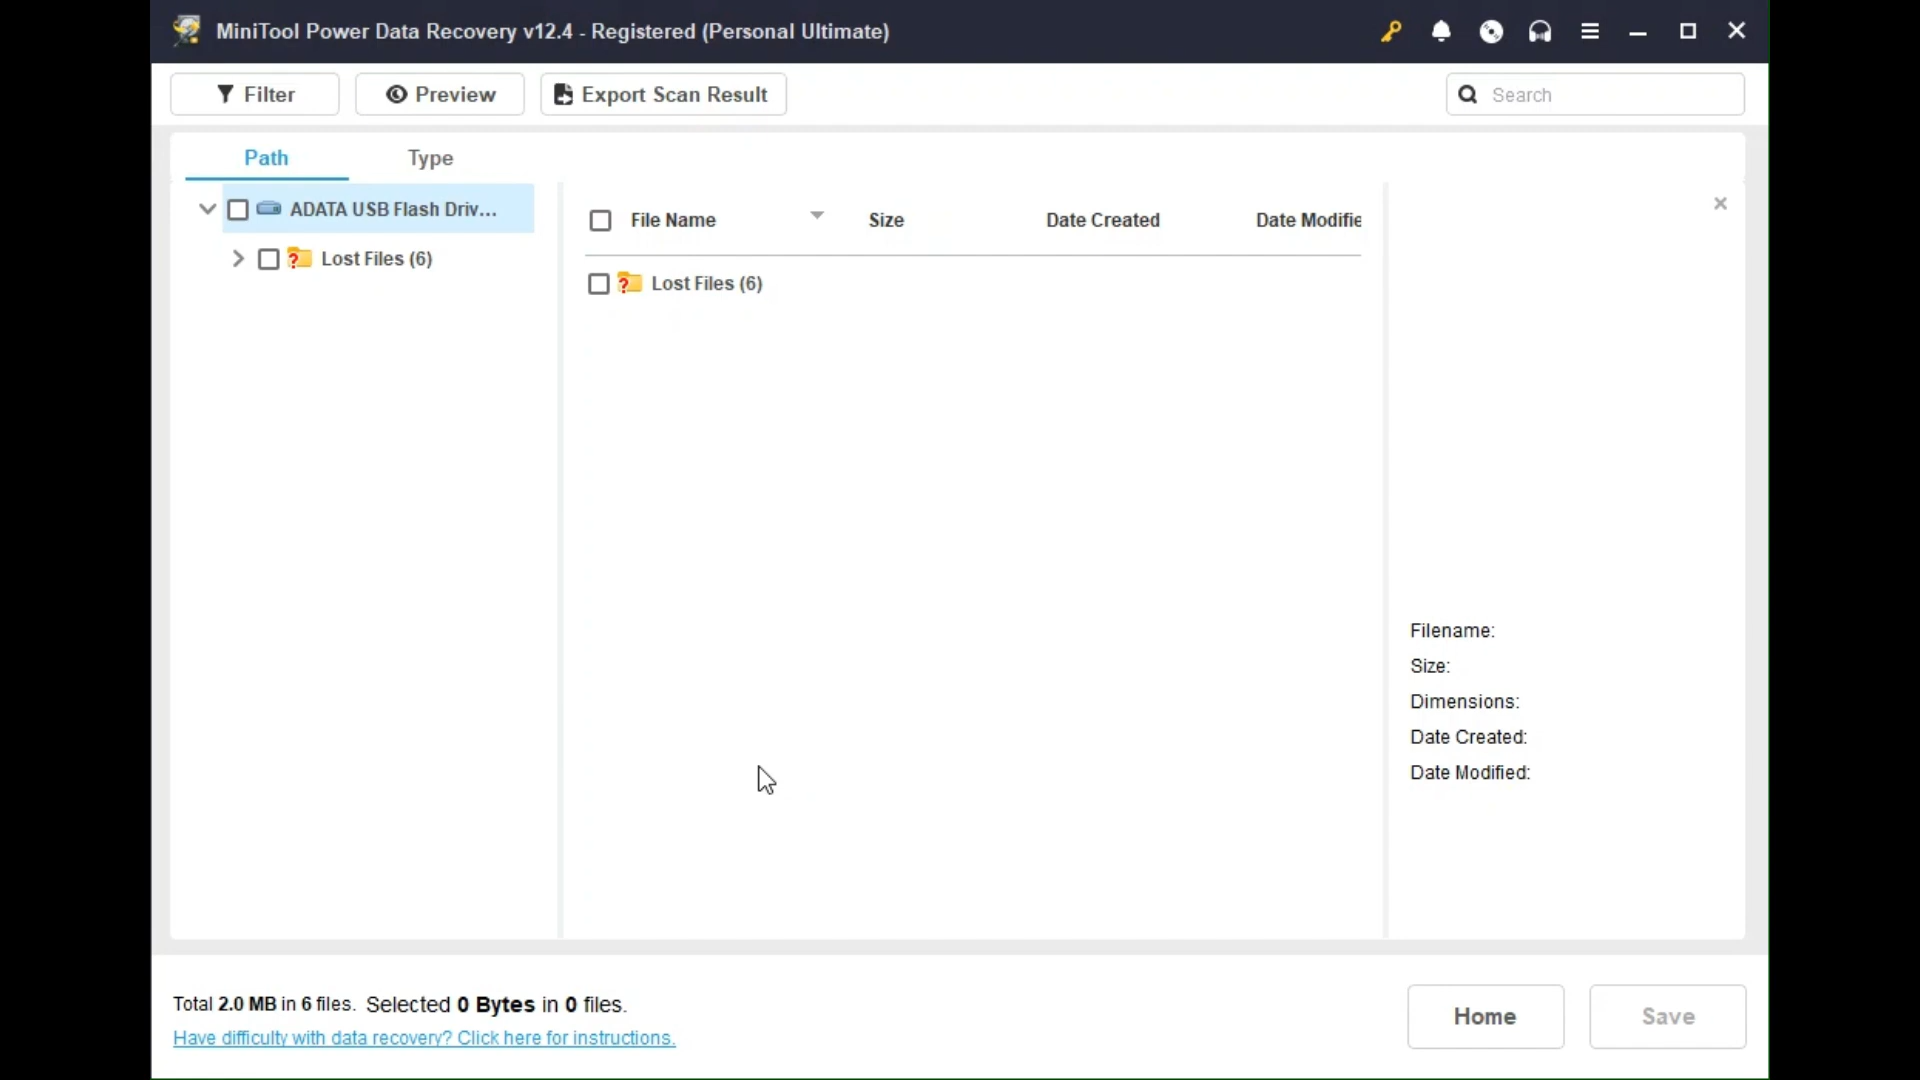 MiniTool Power Data Recovery v12.4 - Registered (Personal Ultimate)
Filter
Preview
Export Scan Result
Search
Path
Type
ADATA USB Flash Driv...
Lost Files (6)
File Name
Size
Date Created
Date Modifie
Lost Files (6)
Filename:
Size:
Dimensions:
Date Created:
Date Modified:
Total 2.0 MB in 6 files. Selected 0 Bytes in 0 files.
Have difficulty with data recovery? Click here for instructions.
Home
Save